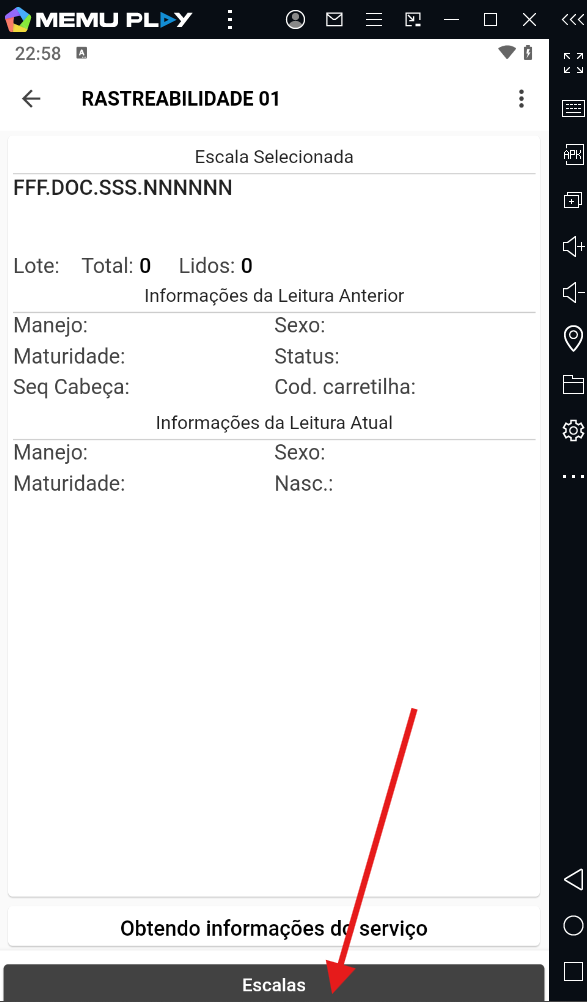 MEMU PLAY
22:58
RASTREABILIDADE 01
Escala Selecionada
FFF.DOC.SSS.NNNNNN
Lote: Total: 0 Lidos: 0
Informações da Leitura Anterior
Manejo: Sexo:
Maturidade: Status:
Seq Cabeça: Cod. carretilha:
Informações da Leitura Atual
Manejo: Sexo:
Maturidade: Nasc.:
Obtendo informações do serviço
Escalas
APK
A